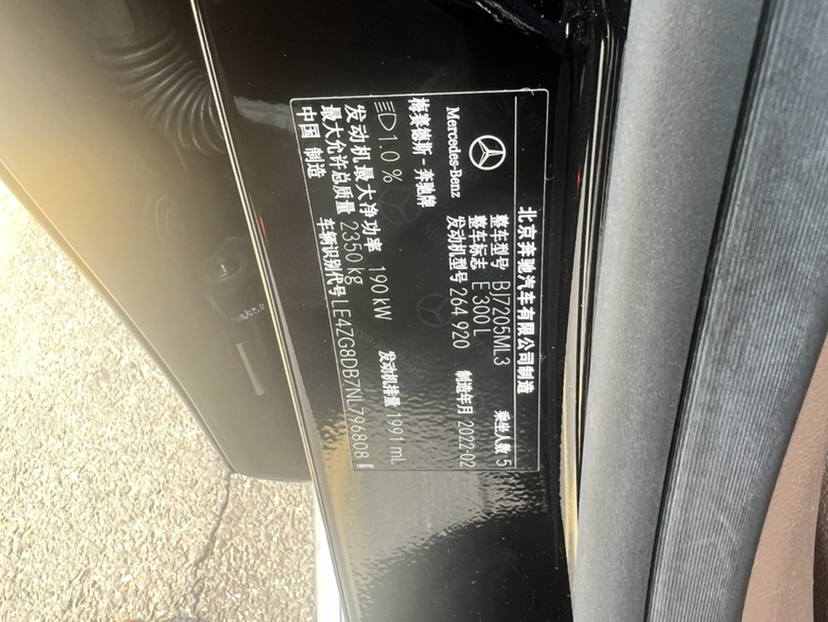 北京奔驰汽车有限公司制造
Mercedes-Benz
梅赛德斯-奔驰牌
整车型号 BJ7205ML3 乘坐人数 5
整车标志 E 300 L
发动机型号 264 920 制造年月 2022-02
1.0 %
发动机最大净功率 190 kW 发动机排量 1991 mL
最大允许总质量 2350 kg
中国 制造 车辆识别代号 LE4ZG8DB7NL796808